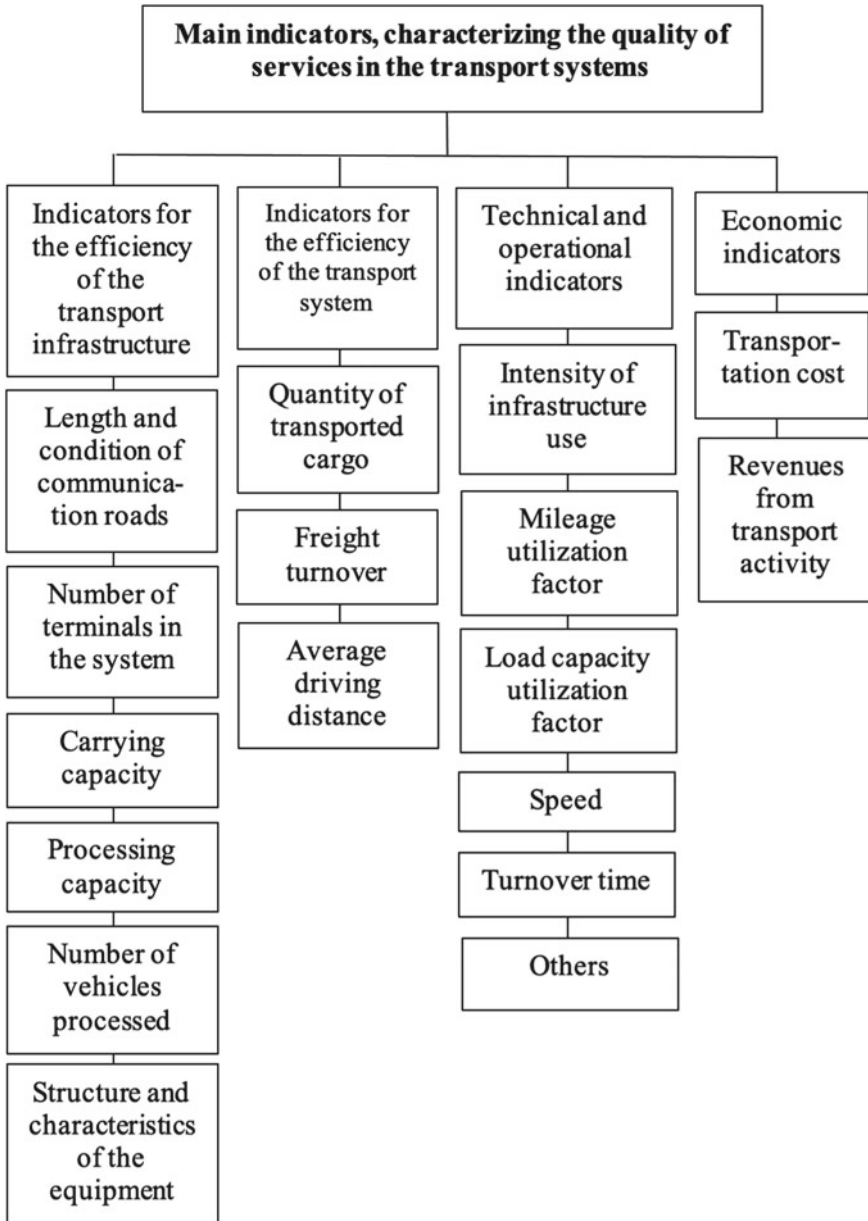 Main indicators, characterizing the quality of
services in the transport systems
Indicators for
the efficiency
of the
transport
infrastructure
Length and
condition of
communica-
tion roads
Number of
terminals in
the system
Carrying
capacity
Processing
capacity
Number of
vehicles
processed
Structure and
characteristics
of the
equipment
Indicators for
the efficiency
of the transport
system
Quantity of
transported
cargo
Freight
turnover
Average
driving
distance
Technical and
operational
indicators
Intensity of
infrastructure
use
Mileage
utilization
factor
Load capacity
utilization
factor
Speed
Turnover time
Others
Economic
indicators
Transpor-
tation cost
Revenues
from
transport
activity